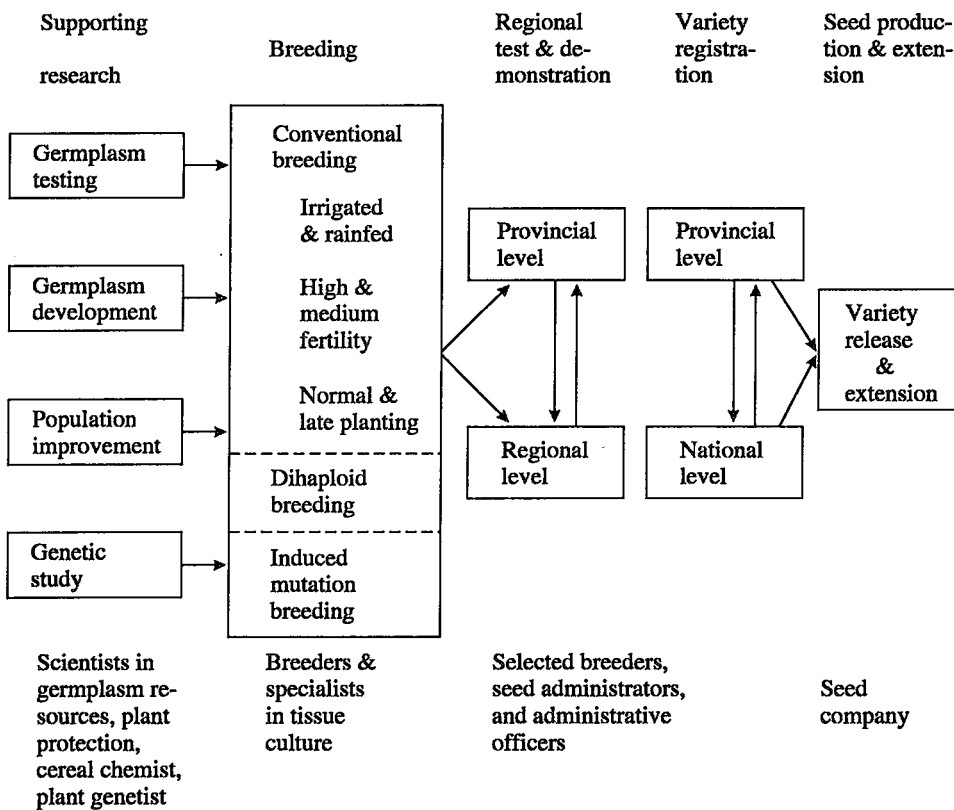 Supporting
research
Breeding
Regional
test & de-
monstration
Variety
registra-
tion
Seed produc-
tion & exten-
sion
Germplasm
testing
Germplasm
development
Population
improvement
Genetic
study
Conventional
breeding
Irrigated
& rainfed
High &
medium
fertility
Normal &
late planting
Dihaploid
breeding
Induced
mutation
breeding
Provincial
level
Regional
level
Provincial
level
National
level
Variety
release
&
extension
Scientists in
germplasm re-
sources, plant
protection,
cereal chemist,
plant genetist
Breeders &
specialists
in tissue
culture
Selected breeders,
seed administrators,
and administrative
officers
Seed
company